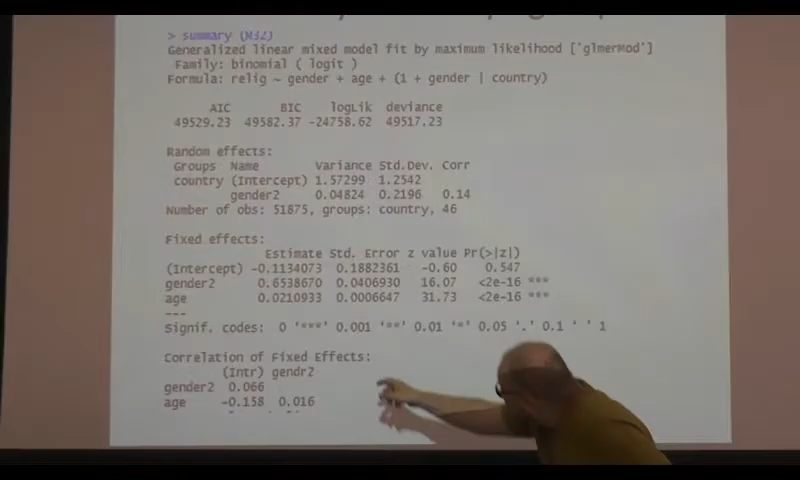 > summary (M32)
Generalized linear mixed model fit by maximum likelihood ['glmerMod']
Family: binomial ( logit )
Formula: relig ~ gender + age + (1 + gender | country)
AIC BIC logLik deviance
49529.23 49582.37 -24758.62 49517.23
Random effects:
Groups Name Variance Std.Dev. Corr
country (Intercept) 1.57299 1.2542
gender2 0.04824 0.2196 0.14
Number of obs: 51875, groups: country, 46
Fixed effects:
Estimate Std. Error z value Pr(>|z|)
(Intercept) -0.1134073 0.1882361 -0.60 0.547
gender2 0.6538670 0.0406930 16.07 <2e-16 ***
age 0.0210933 0.0006647 31.73 <2e-16 ***
---
Signif. codes: 0 '***' 0.001 '**' 0.01 '*' 0.05 '.' 0.1 ' ' 1
Correlation of Fixed Effects:
(Intr) gendr2
gender2 0.066
age -0.158 0.016